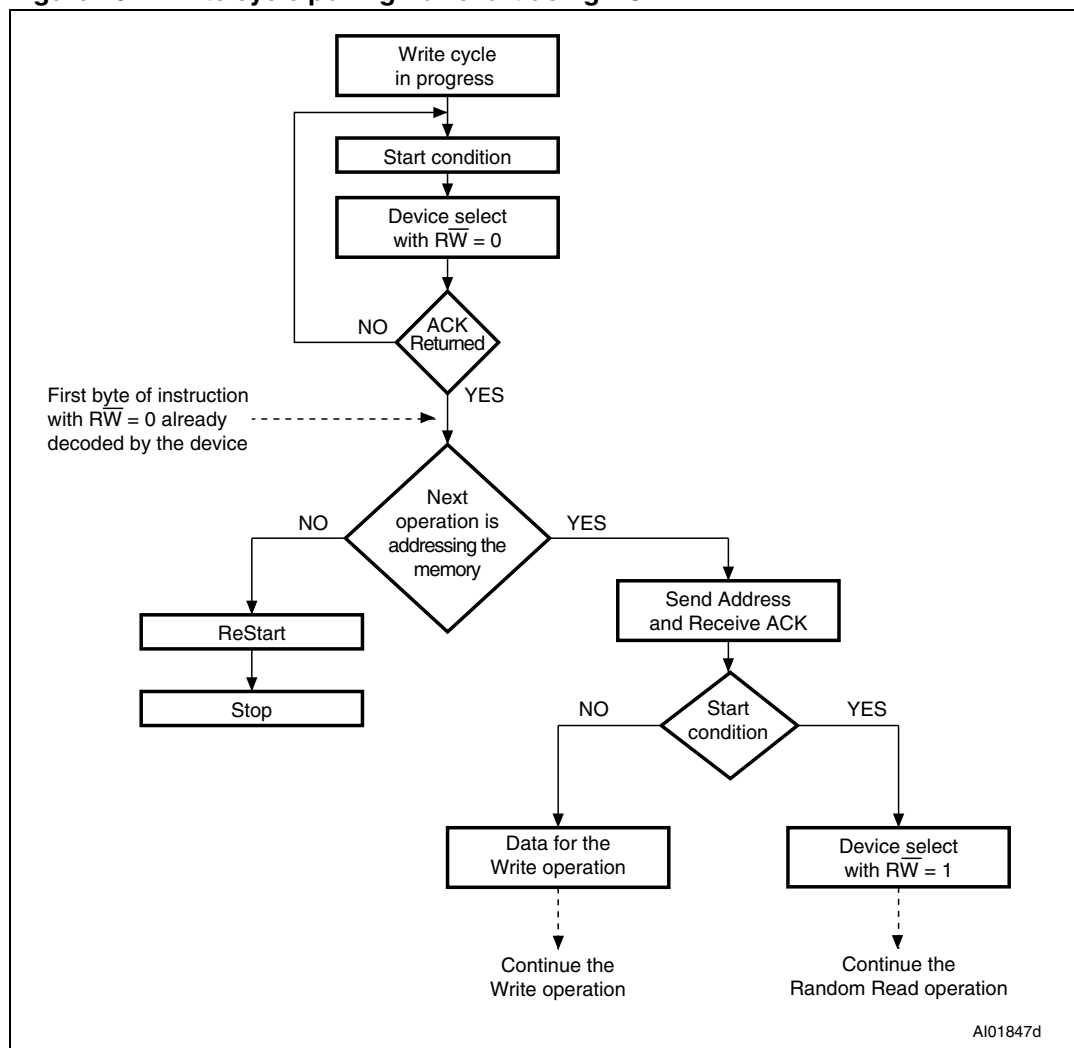 Write cycle
in progress
Start condition
Device select
with RW̅ = 0
NO
ACK
Returned
YES
First byte of instruction
with RW̅ = 0 already
decoded by the device
NO
Next
operation is
addressing the
memory
YES
Send Address
and Receive ACK
ReStart
Stop
NO
Start
condition
YES
Data for the
Write operation
Device select
with RW̅ = 1
Continue the
Write operation
Continue the
Random Read operation
AI01847d